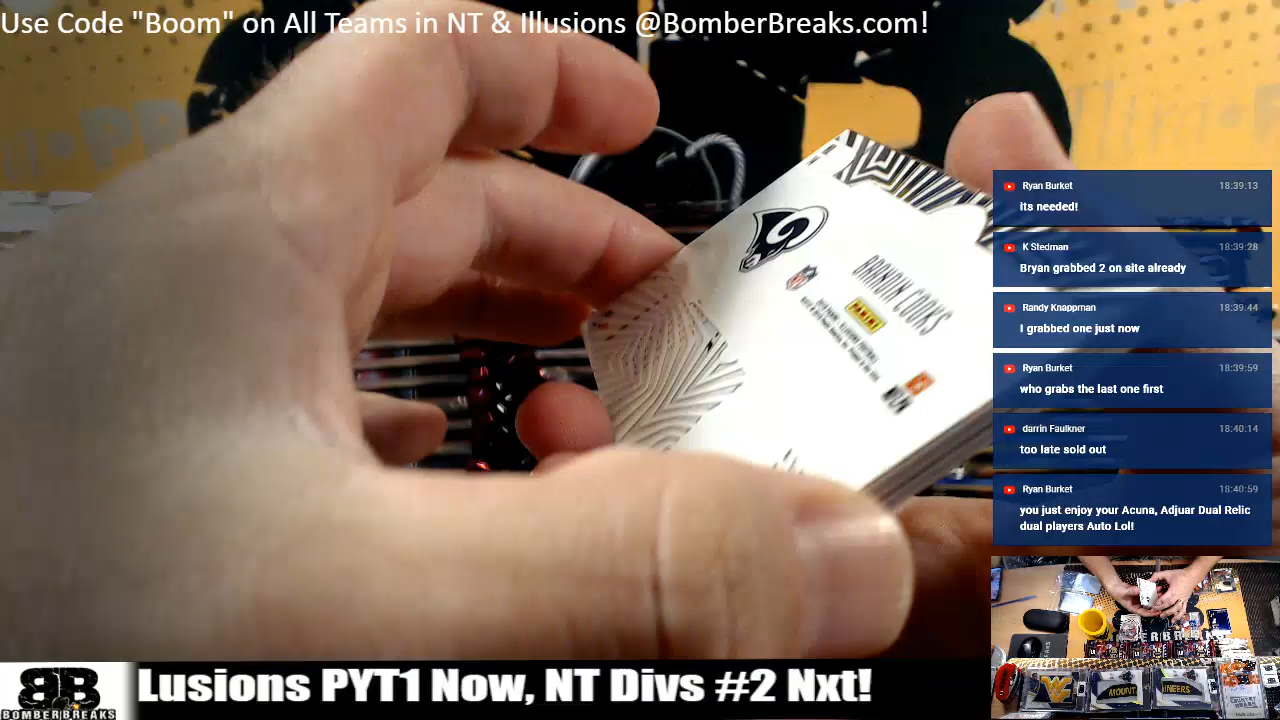 Use Code "Boom" on All Teams in NT & Illusions @BomberBreaks.com!
BRANDIN COOKS
PANINI
Ryan Burket 18:39:13
its needed!
K Stedman 18:39:28
Bryan grabbed 2 on site already
Randy Knappman 18:39:44
I grabbed one just now
Ryan Burket 18:39:59
who grabs the last one first
darrin Faulkner 18:40:14
too late sold out
Ryan Burket 18:40:59
you just enjoy your Acuna, Adjuar Dual Relic
dual players Auto Lol!
MOUNT INEERS
BB
BOMBERBREAKS
Lusions PYT1 Now, NT Divs #2 Nxt!